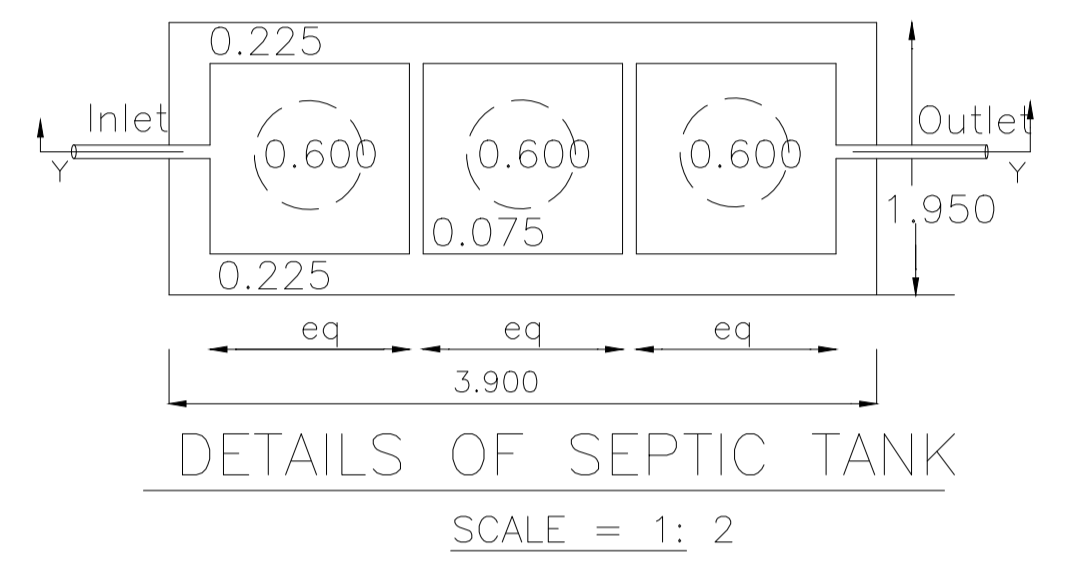 0.225
Inlet
Outlet
0.600
0.600
0.600
Y
Y
1.950
0.075
0.225
eq
eq
eq
3.900
DETAILS OF SEPTIC TANK
SCALE = 1: 2